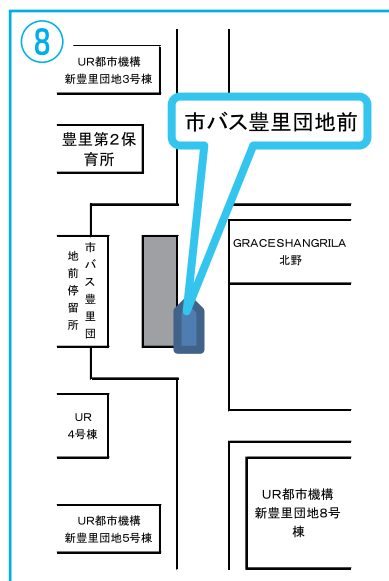 ⑧
UR都市機構
新豊里団地3号棟
豊里第2保
育所
市バス豊里団地前
市バス豊里団
地前停留所
GRACESHANGRILA
北野
UR
4号棟
UR都市機構
新豊里団地5号棟
UR都市機構
新豊里団地8号
棟